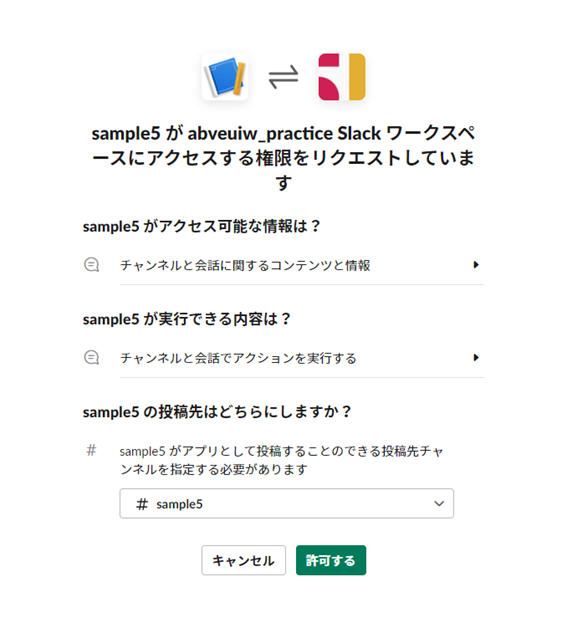 sample5 が abveuiw_practice Slack ワークスペ
ースにアクセスする権限をリクエストしていま
す
sample5 がアクセス可能な情報は？
チャンネルと会話に関するコンテンツと情報
sample5 が実行できる内容は？
チャンネルと会話でアクションを実行する
sample5 の投稿先はどちらにしますか？
# sample5 がアプリとして投稿することのできる投稿先チャ
ンネルを指定する必要があります
# sample5
キャンセル 許可する